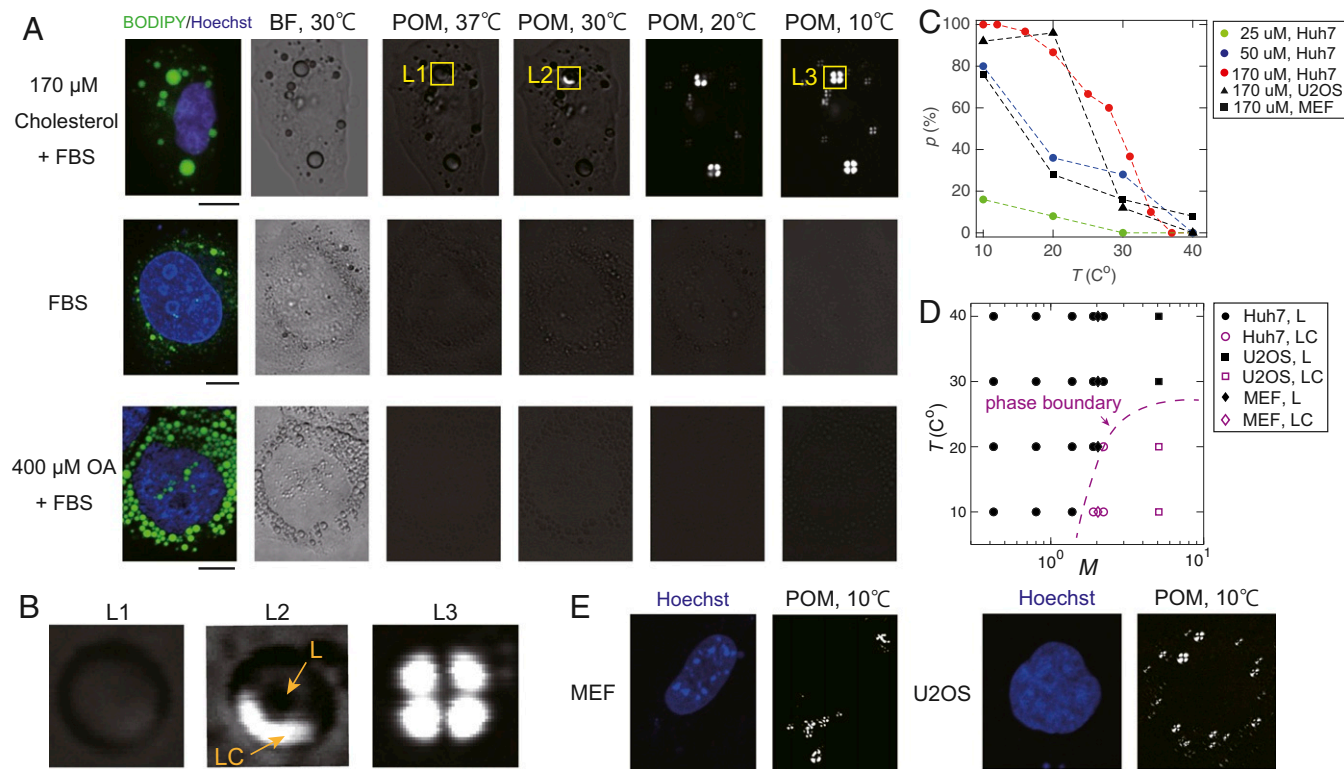 A
BODIPY/Hoechst
BF, 30℃
POM, 37℃
POM, 30℃
POM, 20℃
POM, 10℃
170 µM
Cholesterol
+ FBS
L1
L2
L3
FBS
400 µM OA
+ FBS
B
L1
L2
L3
L
LC
C
100
80
60
40
20
0
p (%)
10
20
30
40
T (C°)
25 uM, Huh7
50 uM, Huh7
170 uM, Huh7
170 uM, U2OS
170 uM, MEF
D
40
30
20
10
T (C°)
phase boundary
10⁰
M
10¹
Huh7, L
Huh7, LC
U2OS, L
U2OS, LC
MEF, L
MEF, LC
E
Hoechst
POM, 10℃
MEF
Hoechst
POM, 10℃
U2OS